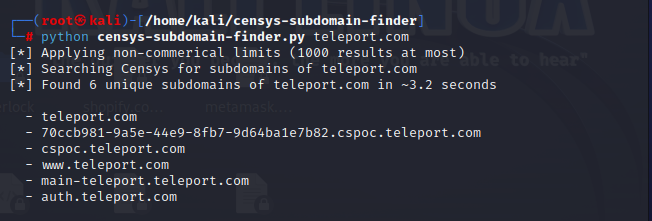 ┌──(root㉿kali)-[/home/kali/censys-subdomain-finder]
└─# python censys-subdomain-finder.py teleport.com
[*] Applying non-commerical limits (1000 results at most)
[*] Searching Censys for subdomains of teleport.com
[*] Found 6 unique subdomains of teleport.com in ~3.2 seconds
- teleport.com
- 70ccb981-9a5e-44e9-8fb7-9d64ba1e7b82.cspoc.teleport.com
- cspoc.teleport.com
- www.teleport.com
- main-teleport.teleport.com
- auth.teleport.com